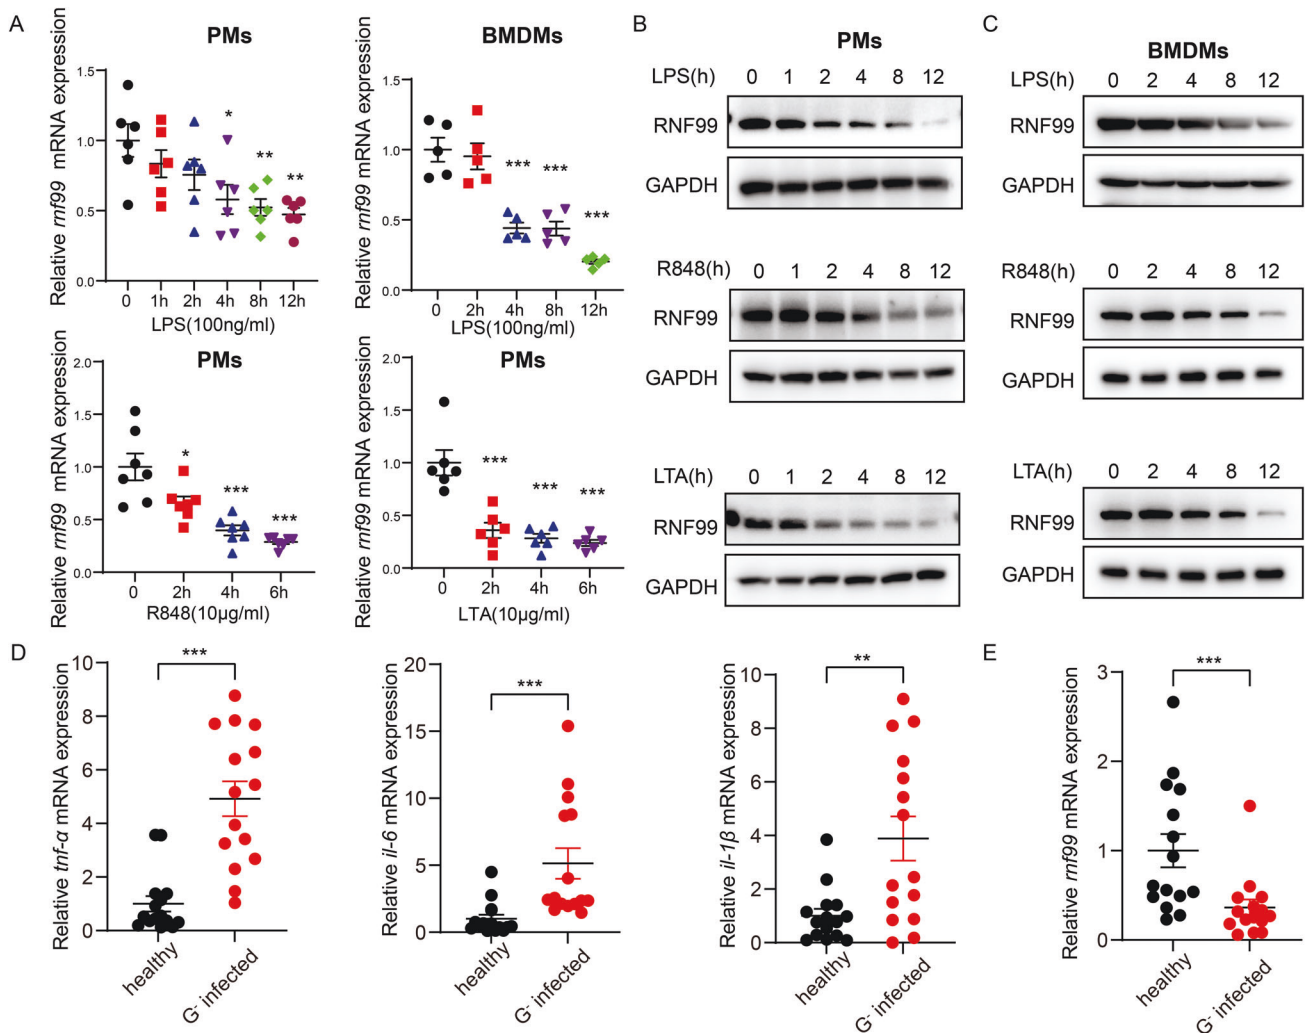 A
PMs
Relative rnf99 mRNA expression
1.5
1.0
0.5
0.0
* ** **
0 1h 2h 4h 8h 12h
LPS(100ng/ml)
BMDMs
Relative rnf99 mRNA expression
1.5
1.0
0.5
0.0
*** *** ***
0 2h 4h 8h 12h
LPS(100ng/ml)
PMs
Relative rnf99 mRNA expression
2.0
1.5
1.0
0.5
0.0
* *** ***
0 2h 4h 6h
R848(10μg/ml)
PMs
Relative rnf99 mRNA expression
2.0
1.5
1.0
0.5
0.0
*** *** ***
0 2h 4h 6h
LTA(10μg/ml)
B
PMs
LPS(h) 0 1 2 4 8 12
RNF99
GAPDH
R848(h) 0 1 2 4 8 12
RNF99
GAPDH
LTA(h) 0 1 2 4 8 12
RNF99
GAPDH
C
BMDMs
LPS(h) 0 2 4 8 12
RNF99
GAPDH
R848(h) 0 2 4 8 12
RNF99
GAPDH
LTA(h) 0 2 4 8 12
RNF99
GAPDH
D
Relative tnf-α mRNA expression
10
8
6
4
2
0
***
healthy
G- infected
Relative il-6 mRNA expression
20
15
10
5
0
***
healthy
G- infected
Relative il-1β mRNA expression
10
8
6
4
2
0
**
healthy
G- infected
E
Relative rnf99 mRNA expression
3
2
1
0
***
healthy
G- infected